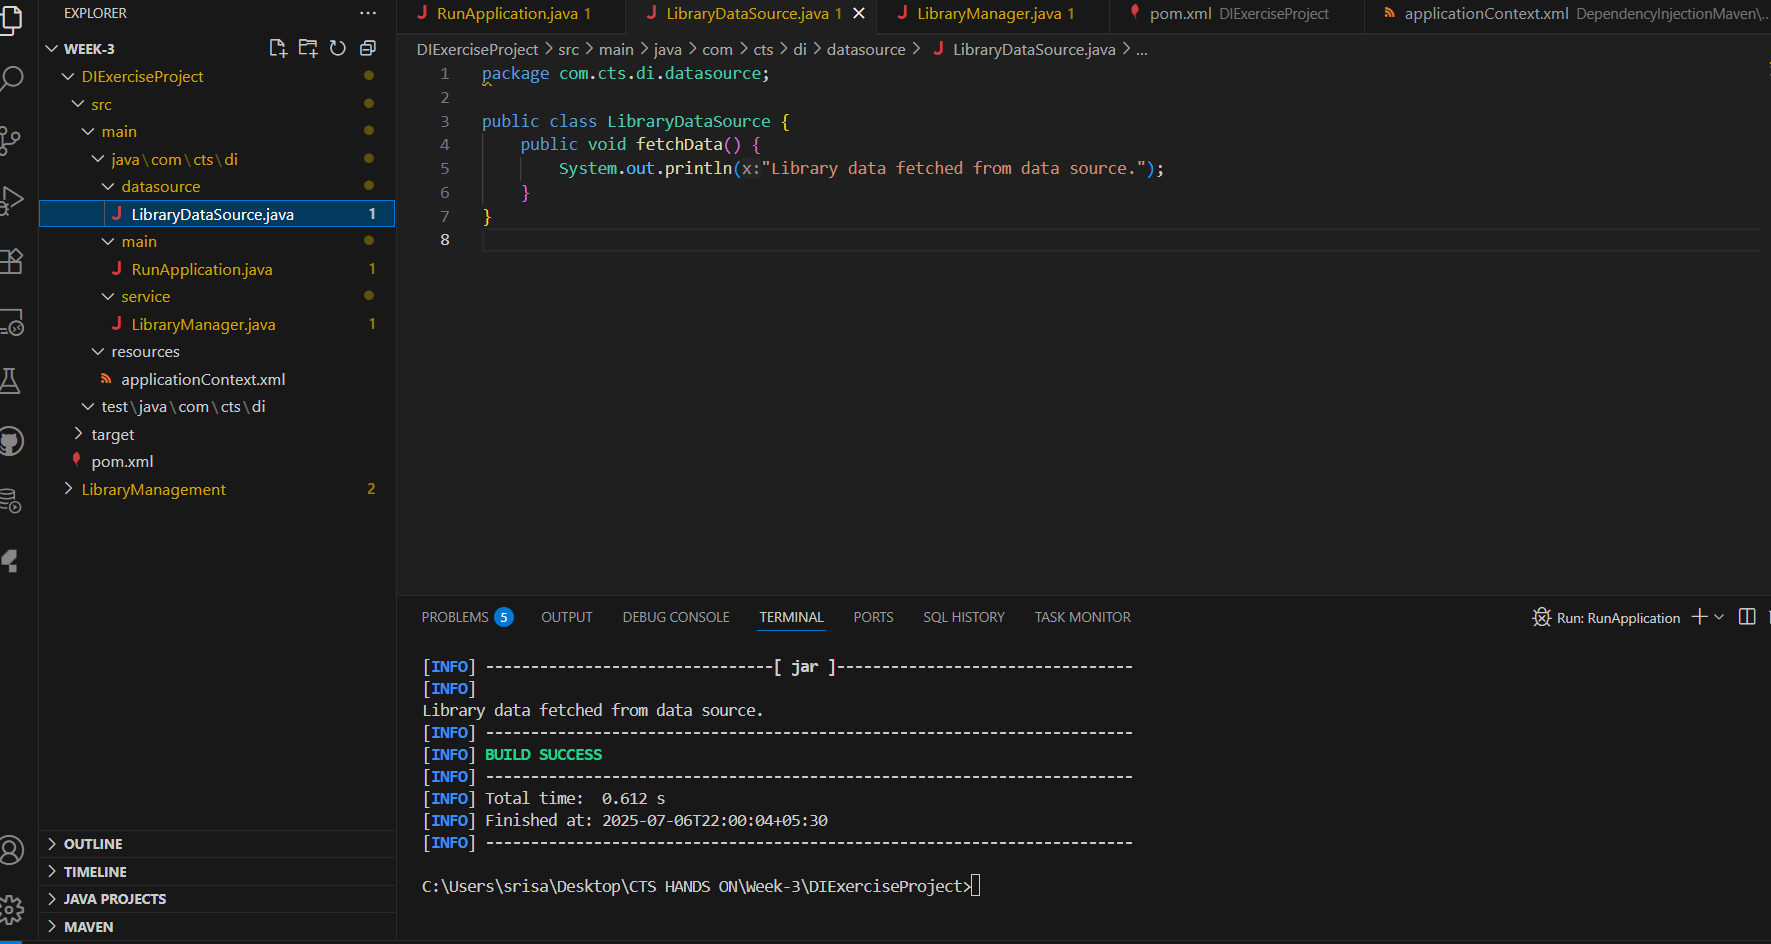 EXPLORER ···
WEEK-3
DIExerciseProject
src
main
java\com\cts\di
datasource
J LibraryDataSource.java 1
main
J RunApplication.java 1
service
J LibraryManager.java 1
resources
applicationContext.xml
test\java\com\cts\di
target
pom.xml
LibraryManagement 2
OUTLINE
TIMELINE
JAVA PROJECTS
MAVEN
J RunApplication.java 1 J LibraryDataSource.java 1 J LibraryManager.java 1 pom.xml DIExerciseProject applicationContext.xml DependencyInjectionMaven\...
DIExerciseProject > src > main > java > com > cts > di > datasource > J LibraryDataSource.java > ...
1 package com.cts.di.datasource;
2
3 public class LibraryDataSource {
4 public void fetchData() {
5 System.out.println(x:"Library data fetched from data source.");
6 }
7 }
8
PROBLEMS 5 OUTPUT DEBUG CONSOLE TERMINAL PORTS SQL HISTORY TASK MONITOR Run: RunApplication
[INFO] --------------------------------[ jar ]---------------------------------
[INFO]
Library data fetched from data source.
[INFO] ------------------------------------------------------------------------
[INFO] BUILD SUCCESS
[INFO] ------------------------------------------------------------------------
[INFO] Total time:  0.612 s
[INFO] Finished at: 2025-07-06T22:00:04+05:30
[INFO] ------------------------------------------------------------------------
C:\Users\srisa\Desktop\CTS HANDS ON\Week-3\DIExerciseProject>